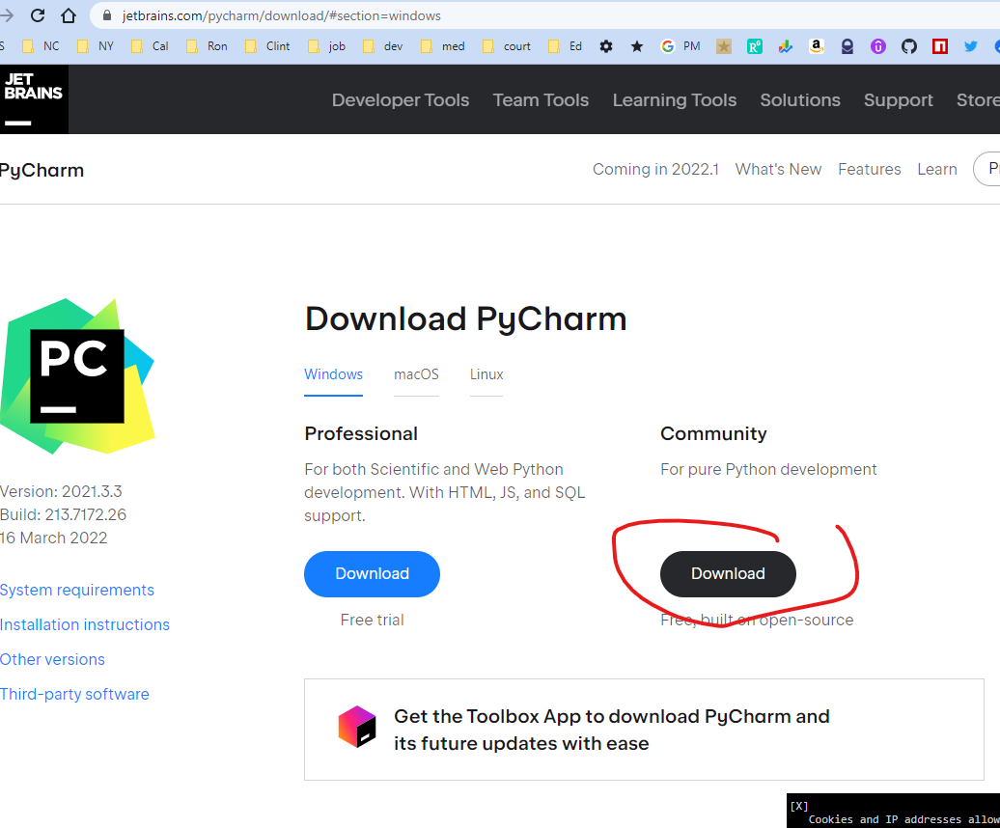 jetbrains.com/pycharm/download/#section=windows
S NC NY Cal Ron Clint job dev med court Ed PM
JET
BRAINS
Developer Tools Team Tools Learning Tools Solutions Support Store
PyCharm
Coming in 2022.1 What's New Features Learn
Download PyCharm
PC
Windows macOS Linux
Professional
For both Scientific and Web Python
development. With HTML, JS, and SQL
support.
Download
Free trial
Community
For pure Python development
Download
Free, built on open-source
Version: 2021.3.3
Build: 213.7172.26
16 March 2022
System requirements
Installation instructions
Other versions
Third-party software
Get the Toolbox App to download PyCharm and
its future updates with ease
[X]
Cookies and IP addresses allow